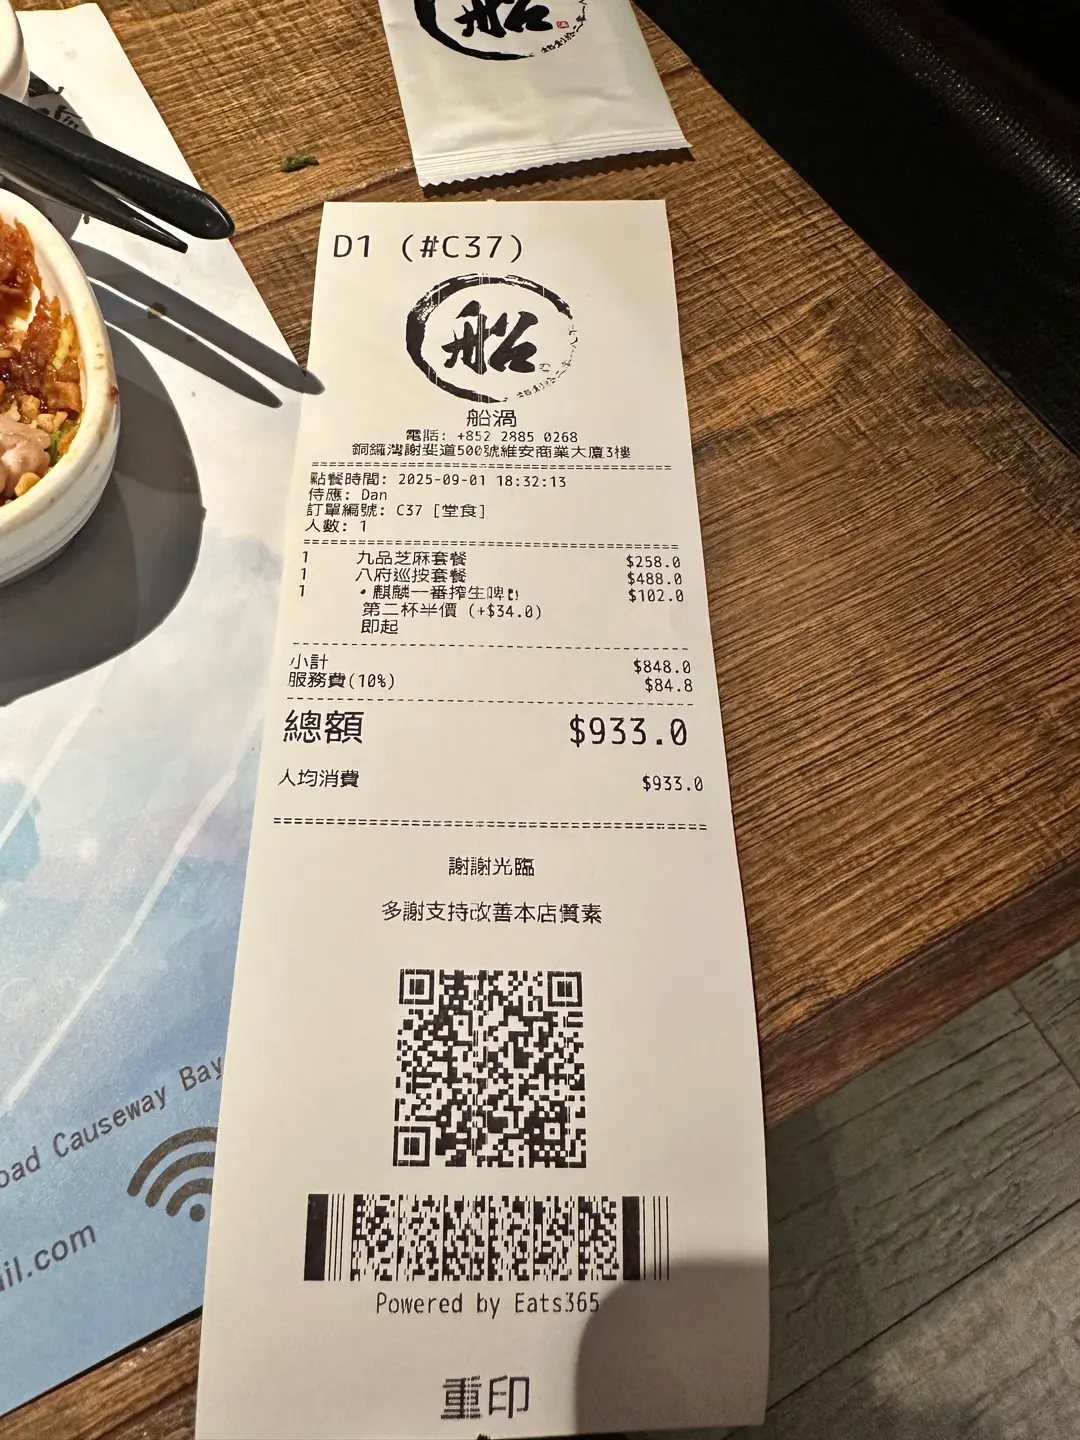 船
D1 (#C37)
船
船渦
電話: +852 2885 0268
銅鑼灣謝斐道500號維安商業大廈3樓
點餐時間: 2025-09-01 18:32:13
侍應: Dan
訂單編號: C37 [堂食]
人數: 1
1 九品芝麻套餐 $258.0
1 八府巡按套餐 $488.0
1 •麒麟一番搾生啤 $102.0
第二杯半價 (+$34.0)
即起
小計 $848.0
服務費(10%) $84.8
總額 $933.0
人均消費 $933.0
謝謝光臨
多謝支持改善本店質素
Powered by Eats365
重印
oad Causeway Bay
il.com